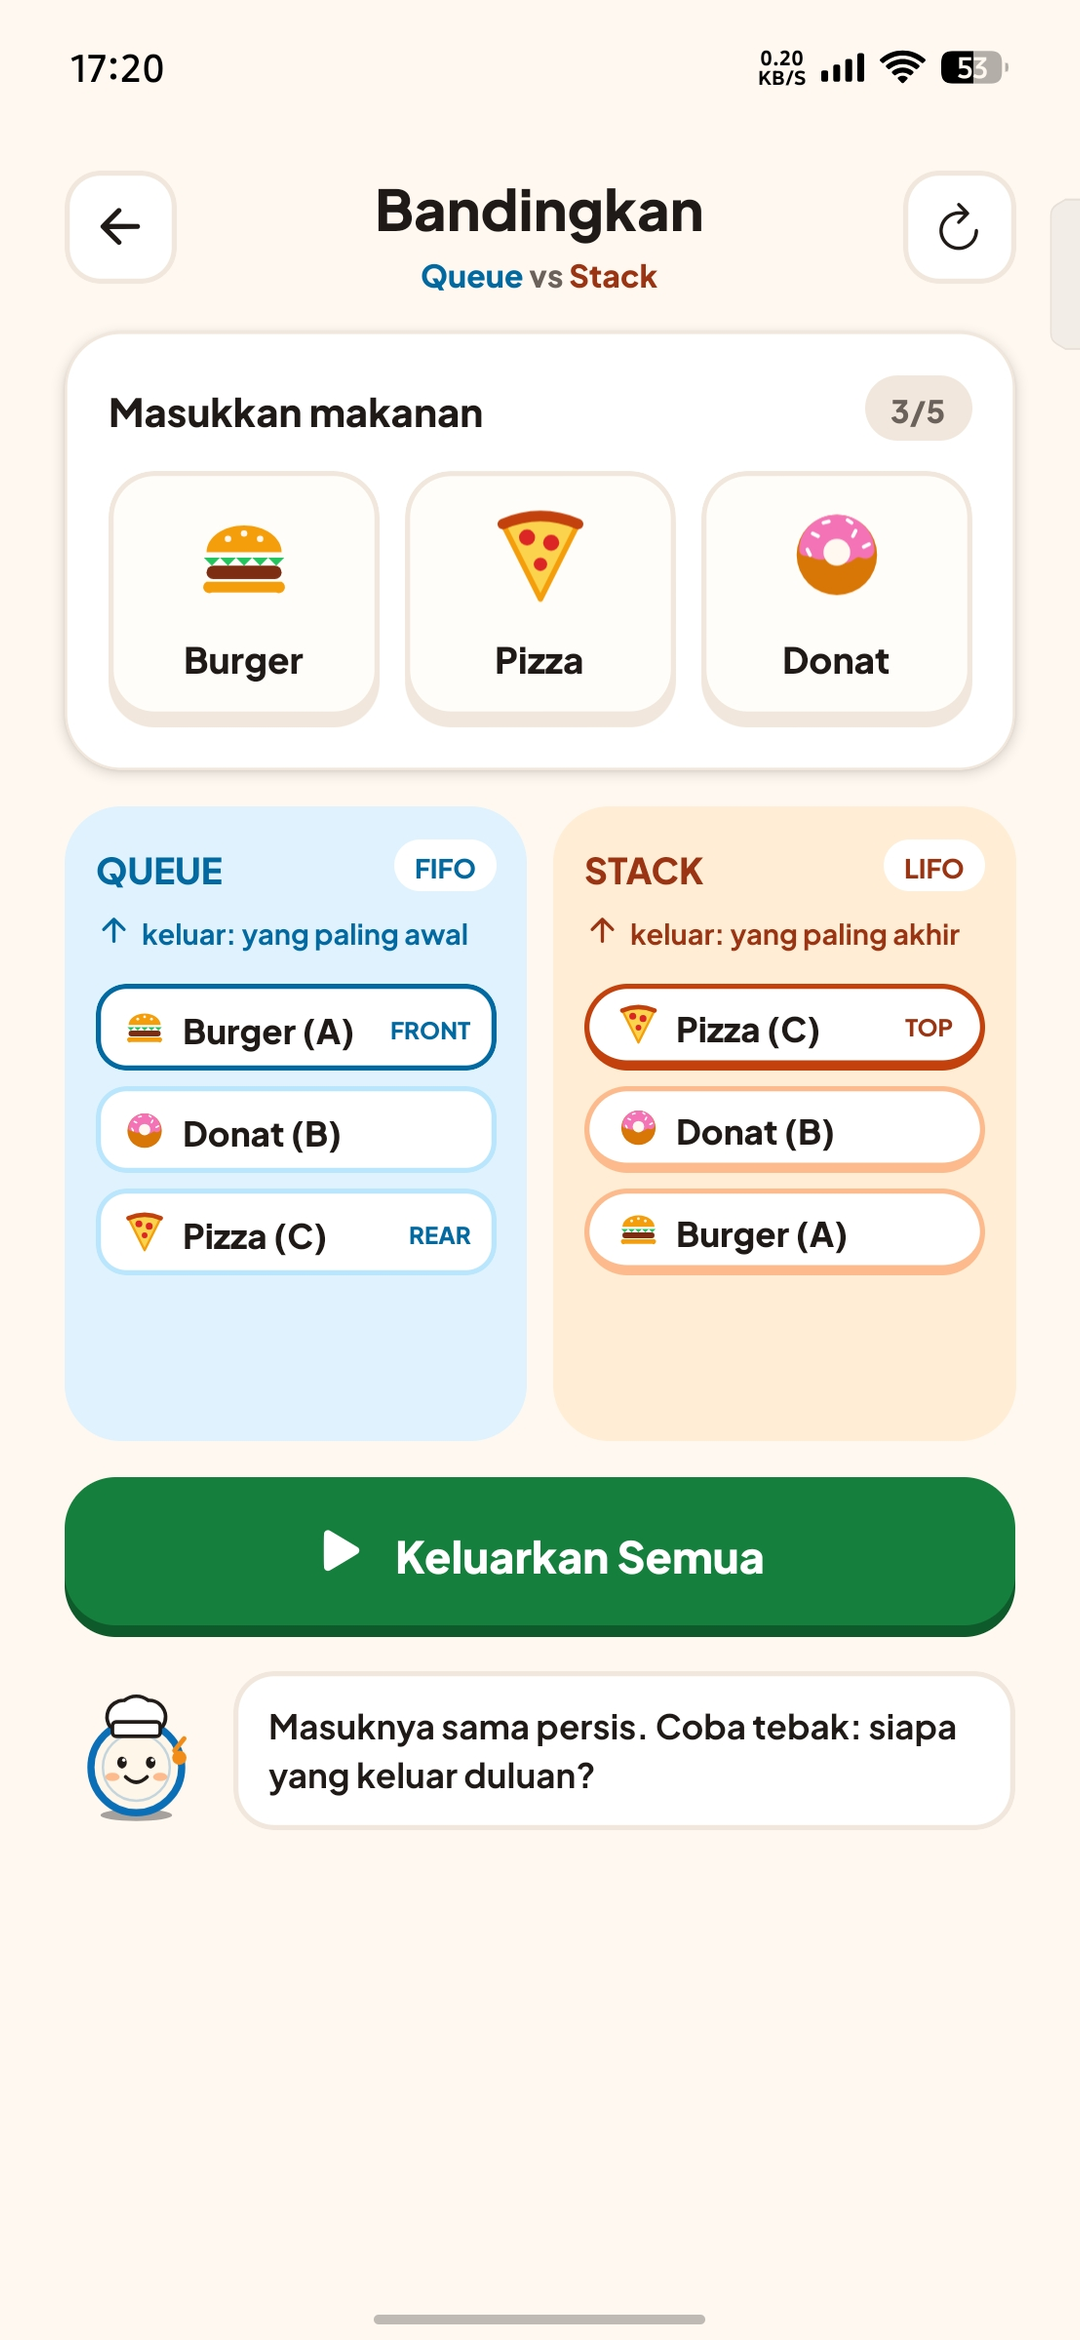 17:20
0.20
KB/S
53
Bandingkan
Queue vs Stack
Masukkan makanan
3/5
Burger
Pizza
Donat
QUEUE
FIFO
↑ keluar: yang paling awal
Burger (A)
FRONT
Donat (B)
Pizza (C)
REAR
STACK
LIFO
↑ keluar: yang paling akhir
Pizza (C)
TOP
Donat (B)
Burger (A)
Keluarkan Semua
Masuknya sama persis. Coba tebak: siapa
yang keluar duluan?